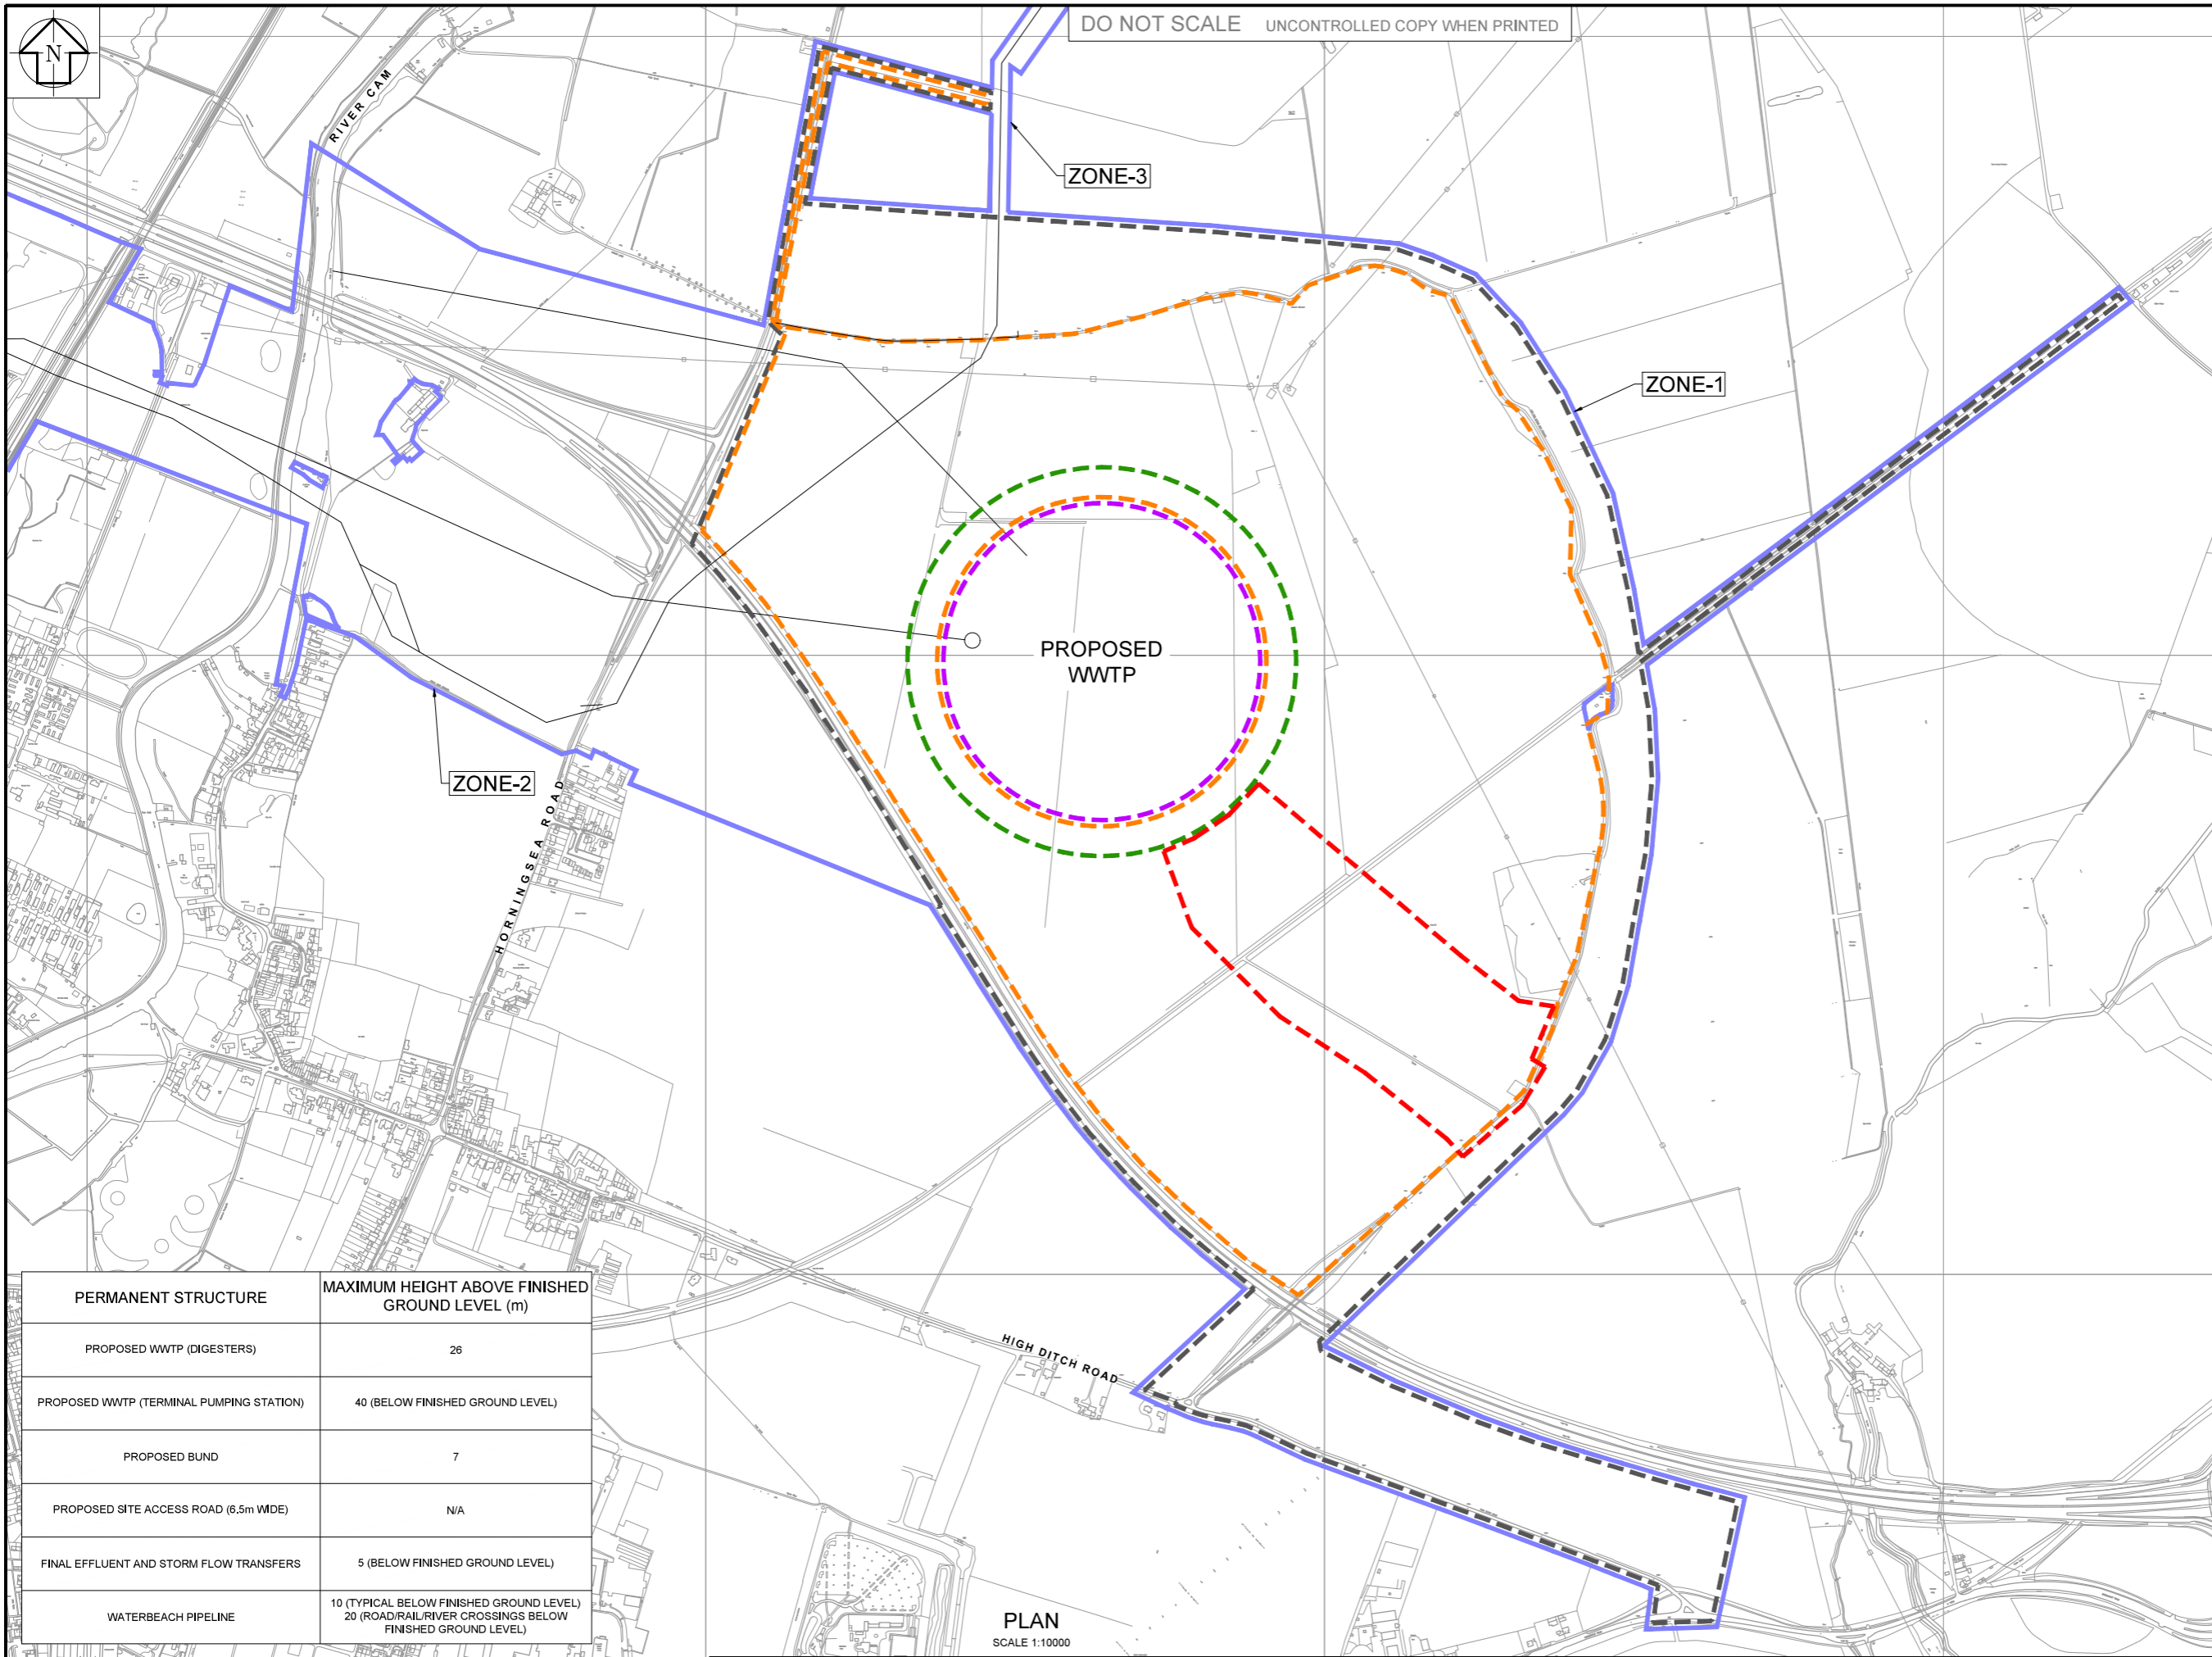 DO NOT SCALE UNCONTROLLED COPY WHEN PRINTED
N
RIVER CAM
ZONE-3
ZONE-1
PROPOSED
WWTP
ZONE-2
HORNINGSEA ROAD
HIGH DITCH ROAD
PERMANENT STRUCTURE
MAXIMUM HEIGHT ABOVE FINISHED
GROUND LEVEL (m)
PROPOSED WWTP (DIGESTERS)
26
PROPOSED WWTP (TERMINAL PUMPING STATION)
40 (BELOW FINISHED GROUND LEVEL)
PROPOSED BUND
7
PROPOSED SITE ACCESS ROAD (6.5m WIDE)
N/A
FINAL EFFLUENT AND STORM FLOW TRANSFERS
5 (BELOW FINISHED GROUND LEVEL)
WATERBEACH PIPELINE
10 (TYPICAL BELOW FINISHED GROUND LEVEL)
20 (ROAD/RAIL/RIVER CROSSINGS BELOW
FINISHED GROUND LEVEL)
PLAN
SCALE 1:10000